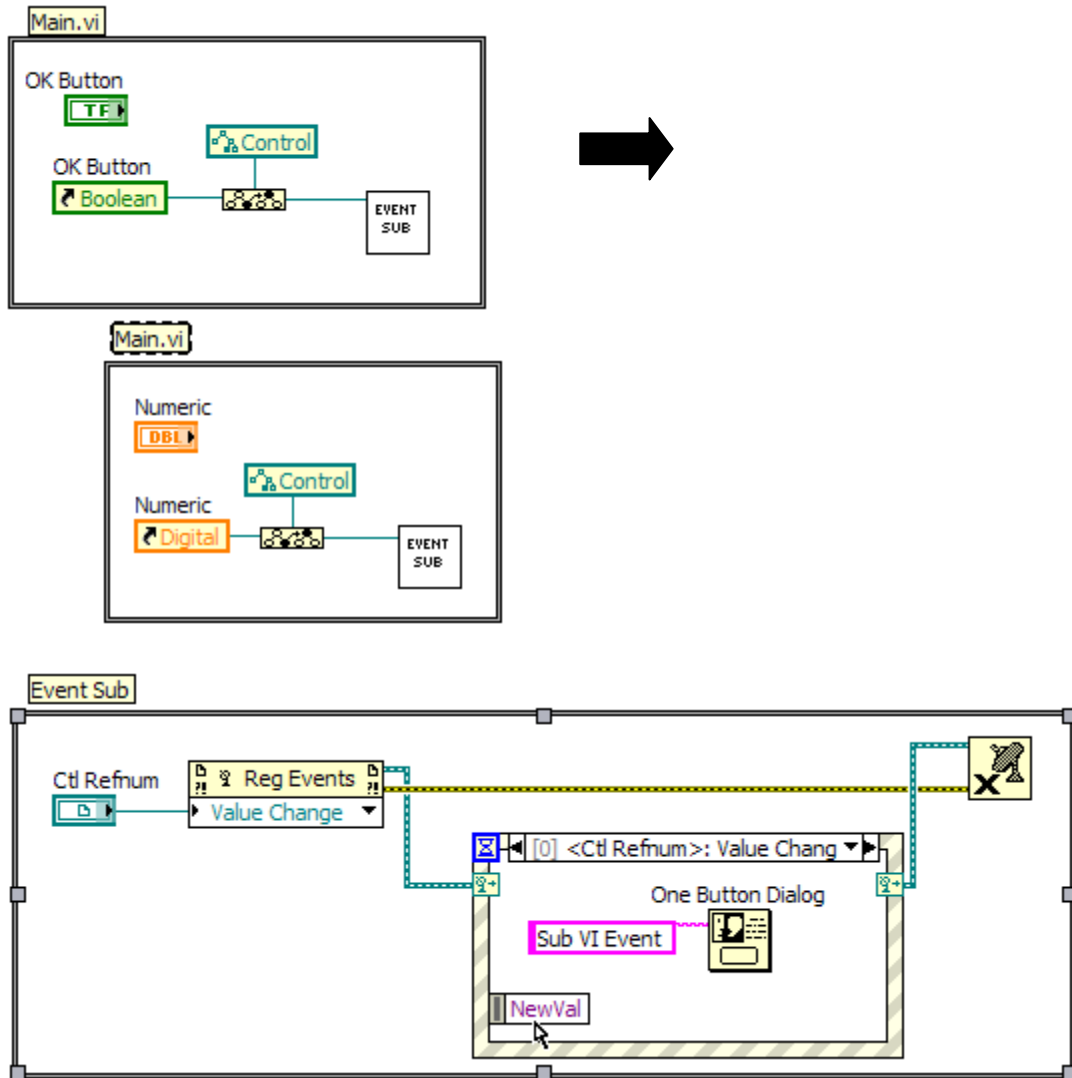 Main.vi
OK Button
TF
Control
OK Button
Boolean
EVENT
SUB
Main.vi
Numeric
DBL
Control
Numeric
Digital
EVENT
SUB
Event Sub
Ctl Refnum
Reg Events
?!
?!
Value Change
[0] <Ctl Refnum>: Value Chang
One Button Dialog
Sub VI Event
NewVal
X